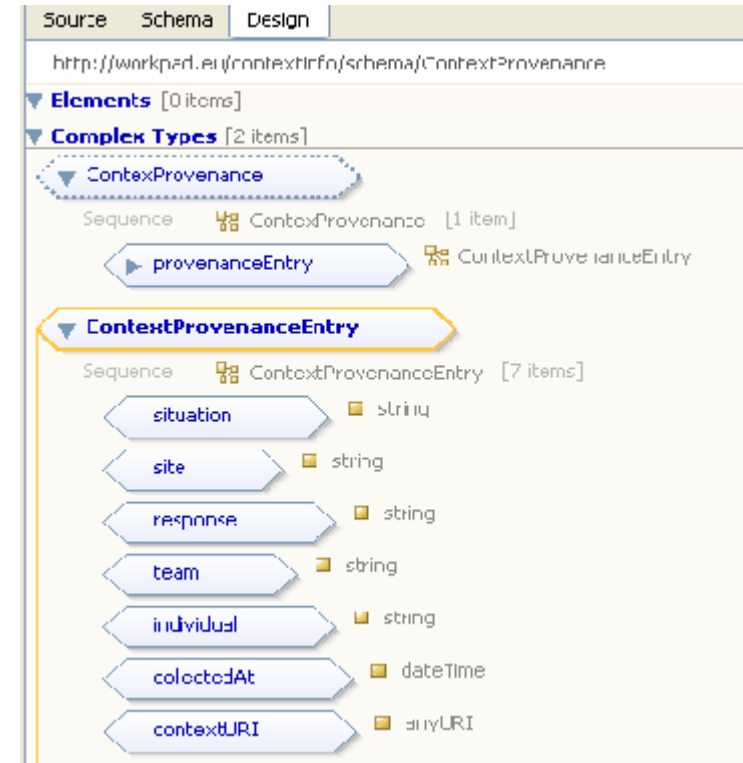 Source Schema Design
http://workpad.eu/contextinfo/schema/ContextProvenance
Elements [0 items]
Complex Types [2 items]
ContexProvenance
Sequence ContexProvenance [1 item]
provenanceEntry ContextProvenanceEntry
ContextProvenanceEntry
Sequence ContextProvenanceEntry [7 items]
situation string
site string
response string
team string
individual string
colectedAt dateTime
contextURI anyURI